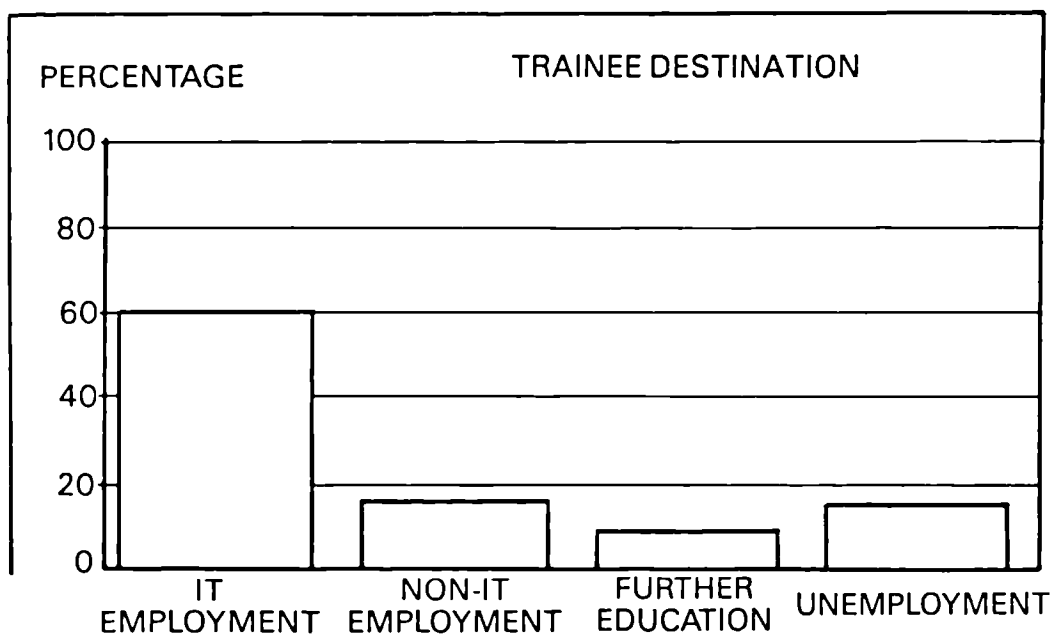 PERCENTAGE
TRAINEE DESTINATION
100
80
60
40
20
0
IT
EMPLOYMENT
NON-IT
EMPLOYMENT
FURTHER
EDUCATION
UNEMPLOYMENT